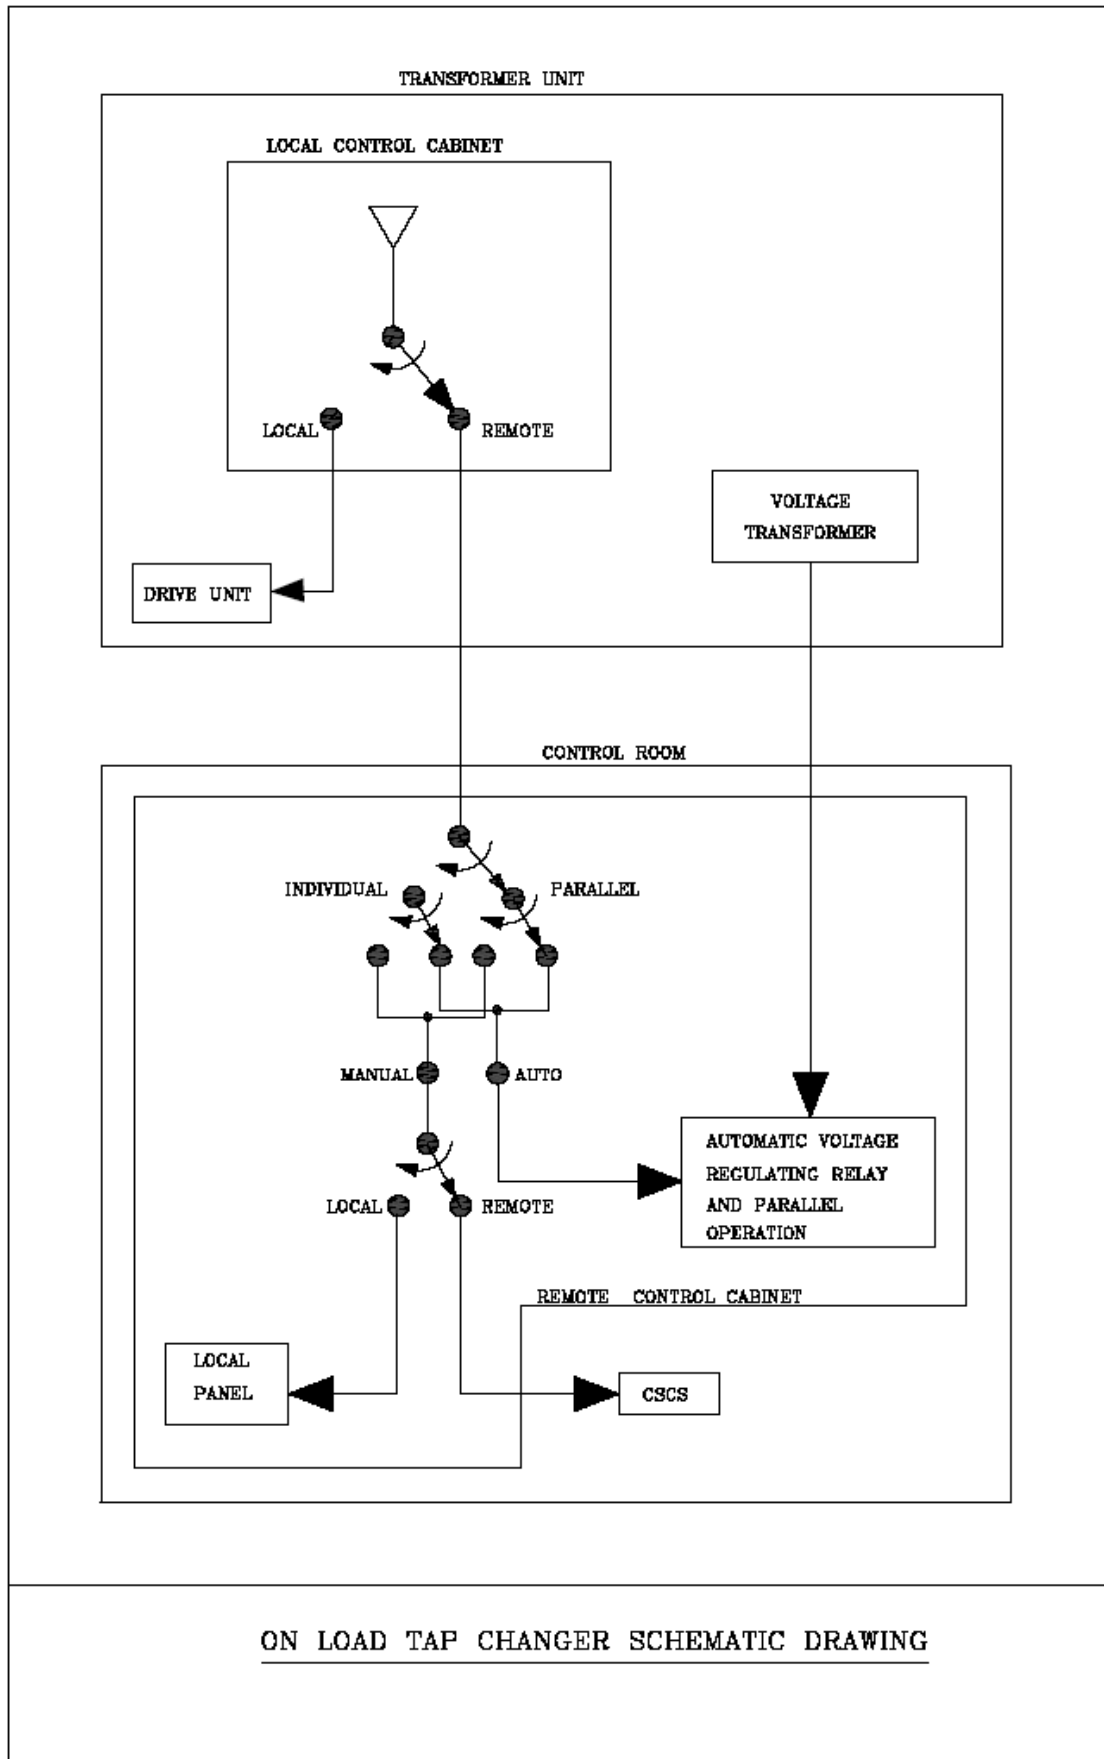 TRANSFORMER UNIT
LOCAL CONTROL CABINET
LOCAL
REMOTE
VOLTAGE
TRANSFORMER
DRIVE UNIT
CONTROL ROOM
INDIVIDUAL
PARALLEL
MANUAL
AUTO
AUTOMATIC VOLTAGE
REGULATING RELAY
AND PARALLEL
OPERATION
LOCAL
REMOTE
REMOTE CONTROL CABINET
LOCAL
PANEL
CSCS
ON LOAD TAP CHANGER SCHEMATIC DRAWING